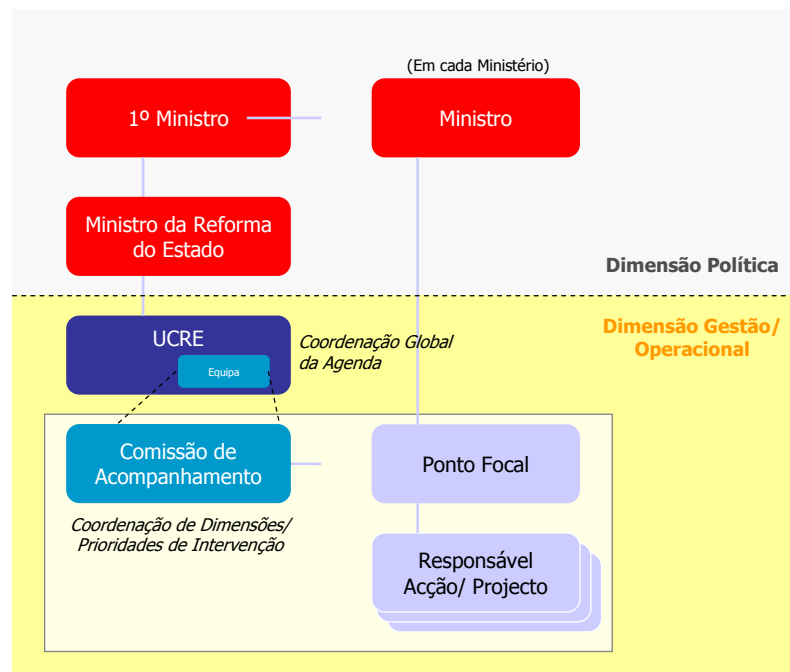 (Em cada Ministério)
1º Ministro
Ministro
Ministro da Reforma
do Estado
Dimensão Política
Dimensão Gestão/
Operacional
UCRE
Equipa
Coordenação Global
da Agenda
Comissão de
Acompanhamento
Ponto Focal
Coordenação de Dimensões/
Prioridades de Intervenção
Responsável
Acção/ Projecto